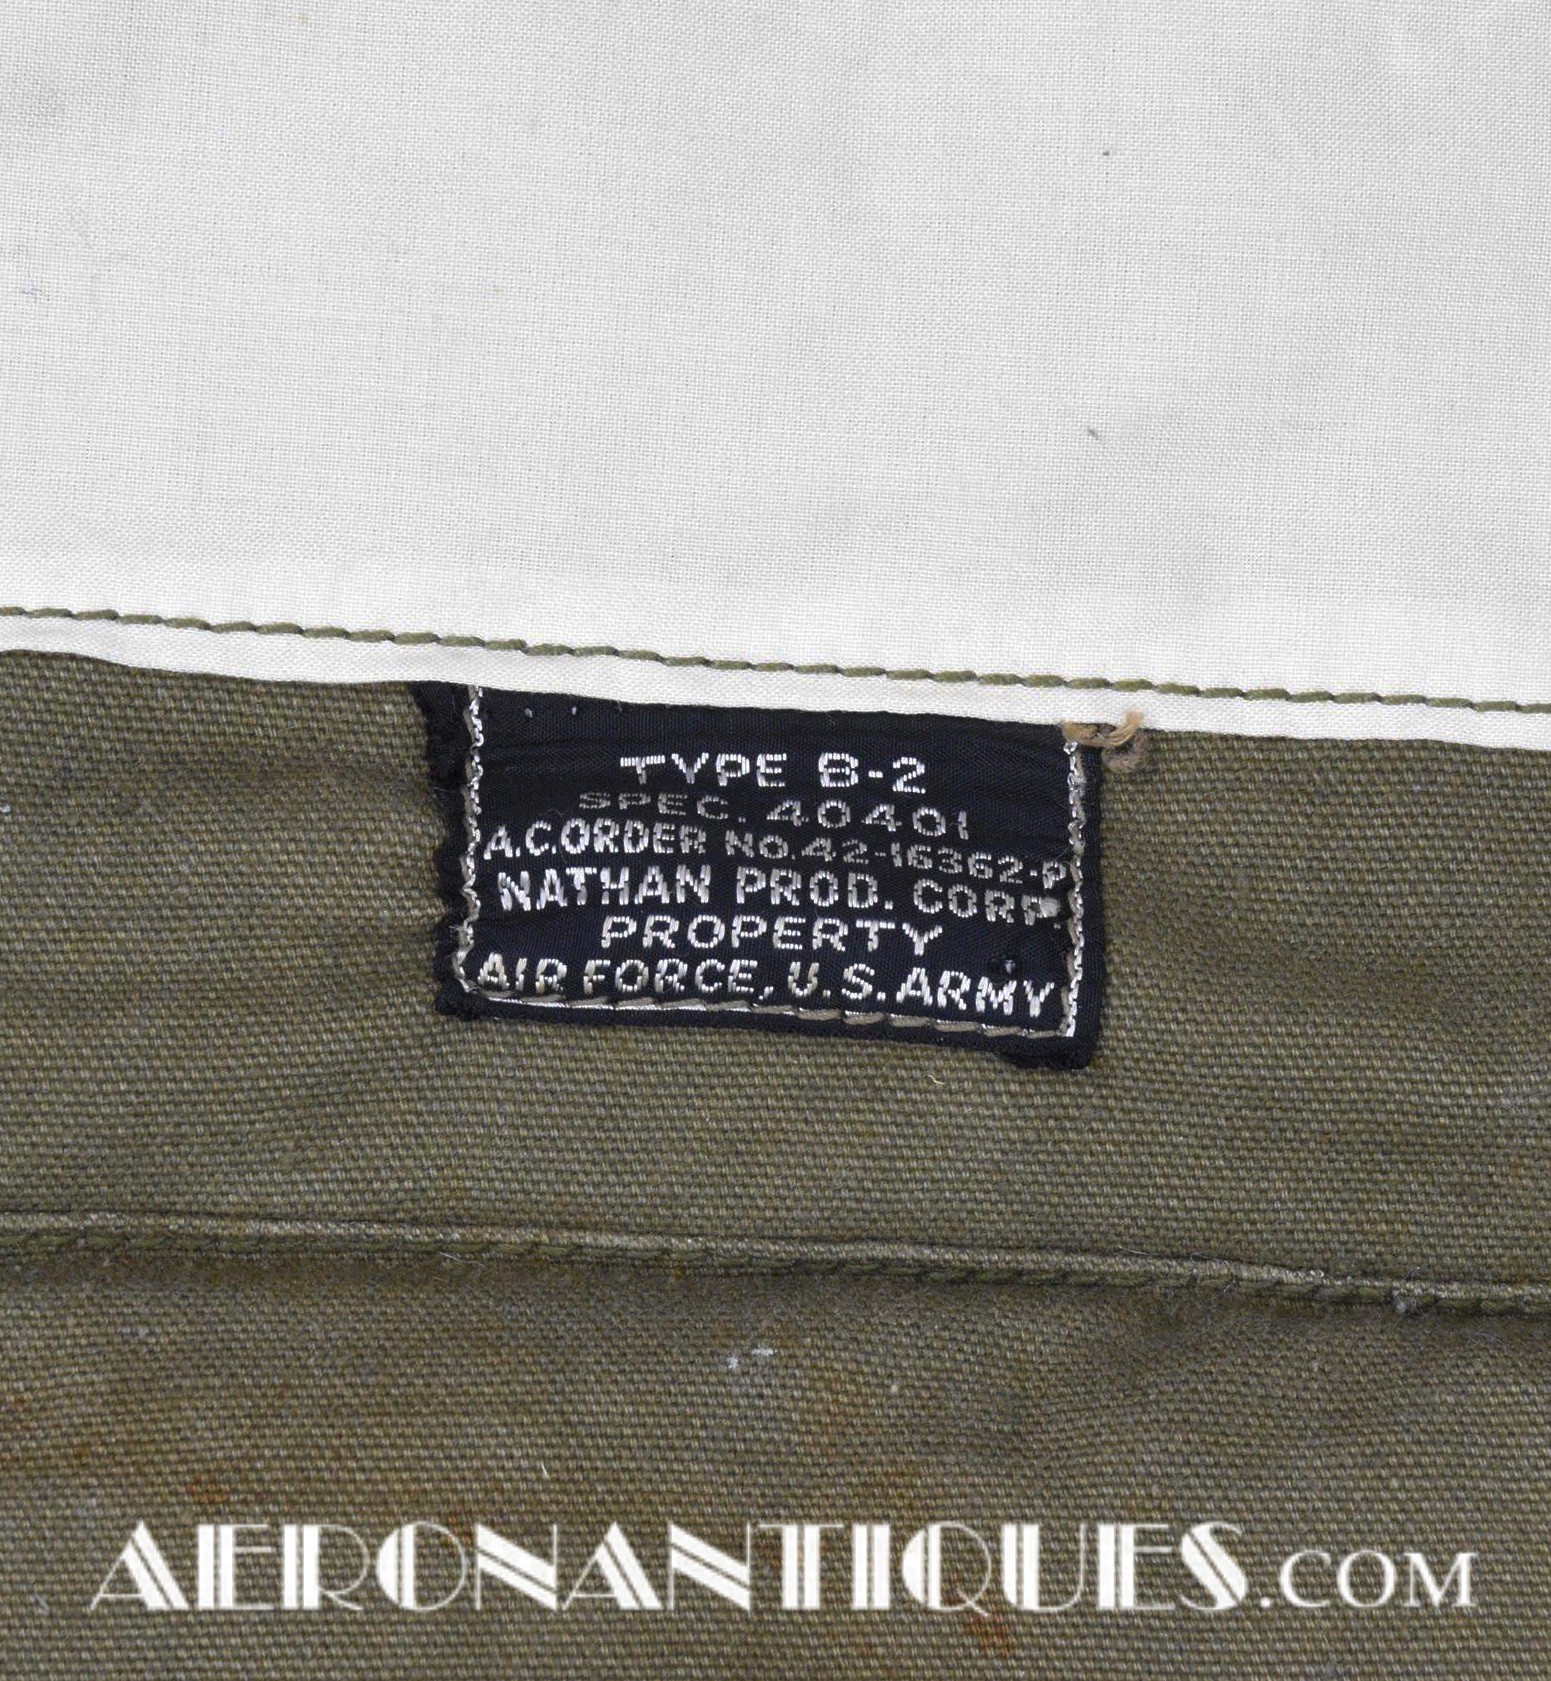 TYPE B-2
SPEC. 40401
A.C.ORDER NO.42-16362-P
NATHAN PROD. CORP.
PROPERTY
AIR FORCE, U.S. ARMY
AERONANTIQUES.COM